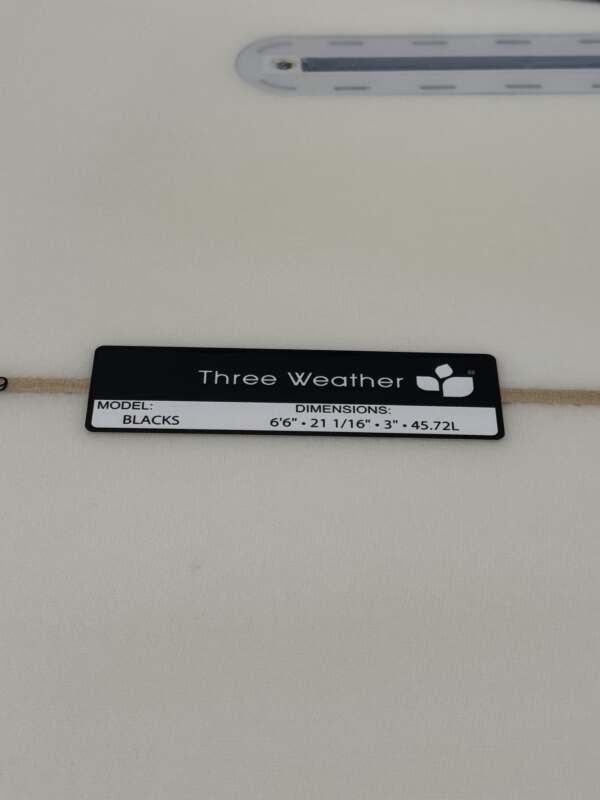 Three Weather
MODEL:
BLACKS
DIMENSIONS:
6'6" • 21 1/16" • 3" • 45.72L